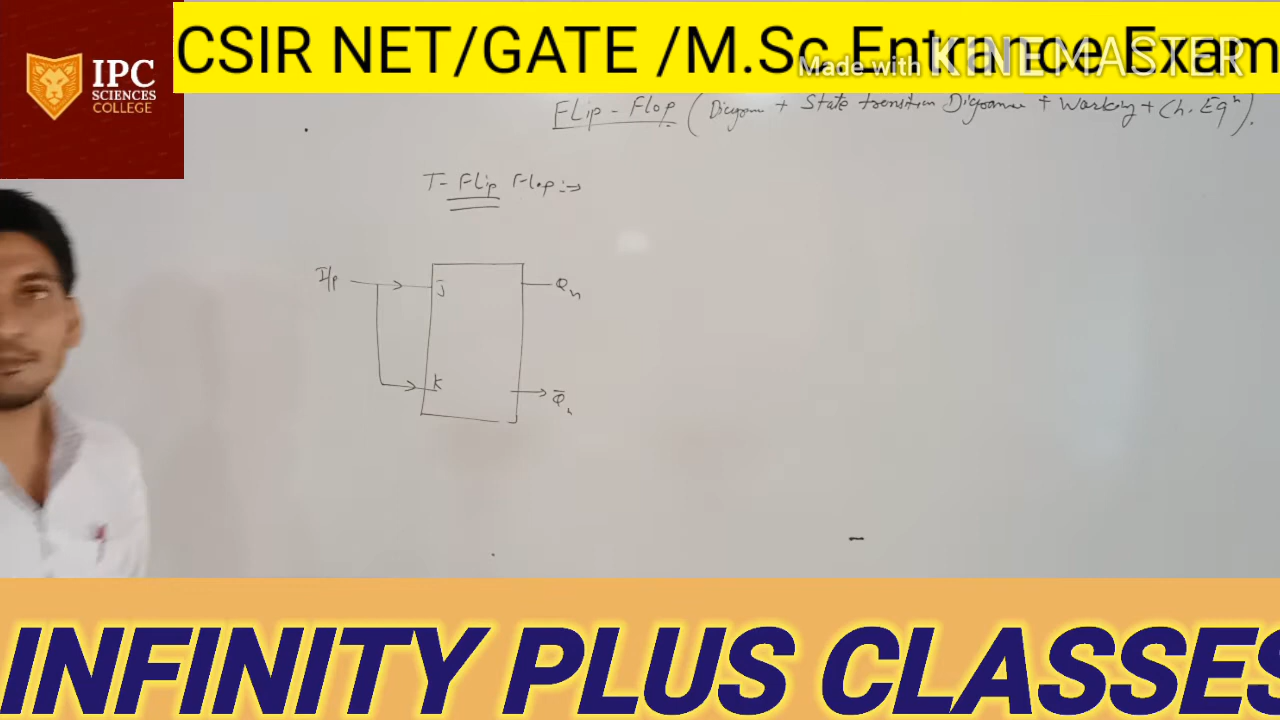 CSIR NET/GATE /M.Sc Entrance Exam
Made with KINEMASTER
IPC
SCIENCES
COLLEGE
Flip-Flop (Diagram + State transition Digramme + Working + Ch. Eqⁿ).
T- Flip Flop :→
I/p
J
Qn
K
Q̅n
INFINITY PLUS CLASSES